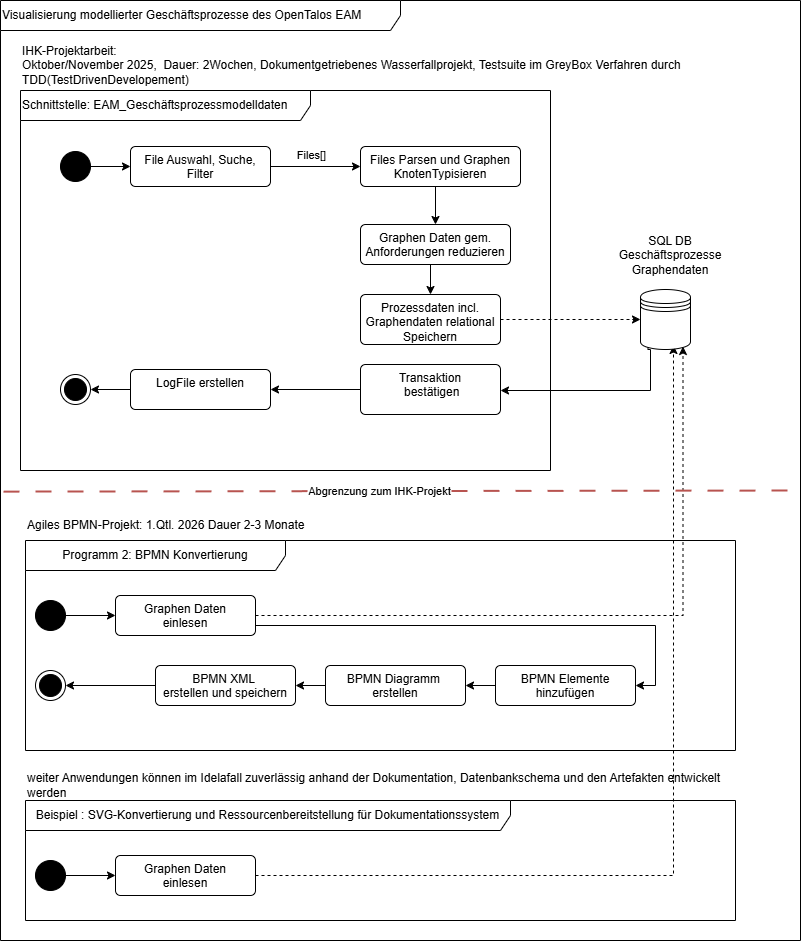 Visualisierung modellierter Geschäftsprozesse des OpenTalos EAM
IHK-Projektarbeit:
Oktober/November 2025,  Dauer: 2Wochen, Dokumentgetriebenes Wasserfallprojekt, Testsuite im GreyBox Verfahren durch
TDD(TestDrivenDevelopement)
Schnittstelle: EAM_Geschäftsprozessmodelldaten
File Auswahl, Suche,
Filter
Files[]
Files Parsen und Graphen
KnotenTypisieren
Graphen Daten gem.
Anforderungen reduzieren
SQL DB
Geschäftsprozesse
Graphendaten
Prozessdaten incl.
Graphendaten relational
Speichern
Transaktion
bestätigen
LogFile erstellen
Abgrenzung zum IHK-Projekt
Agiles BPMN-Projekt: 1.Qtl. 2026 Dauer 2-3 Monate
Programm 2: BPMN Konvertierung
Graphen Daten
einlesen
BPMN XML
erstellen und speichern
BPMN Diagramm
erstellen
BPMN Elemente
hinzufügen
weiter Anwendungen können im Idelafall zuverlässig anhand der Dokumentation, Datenbankschema und den Artefakten entwickelt
werden
Beispiel : SVG-Konvertierung und Ressourcenbereitstellung für Dokumentationssystem
Graphen Daten
einlesen